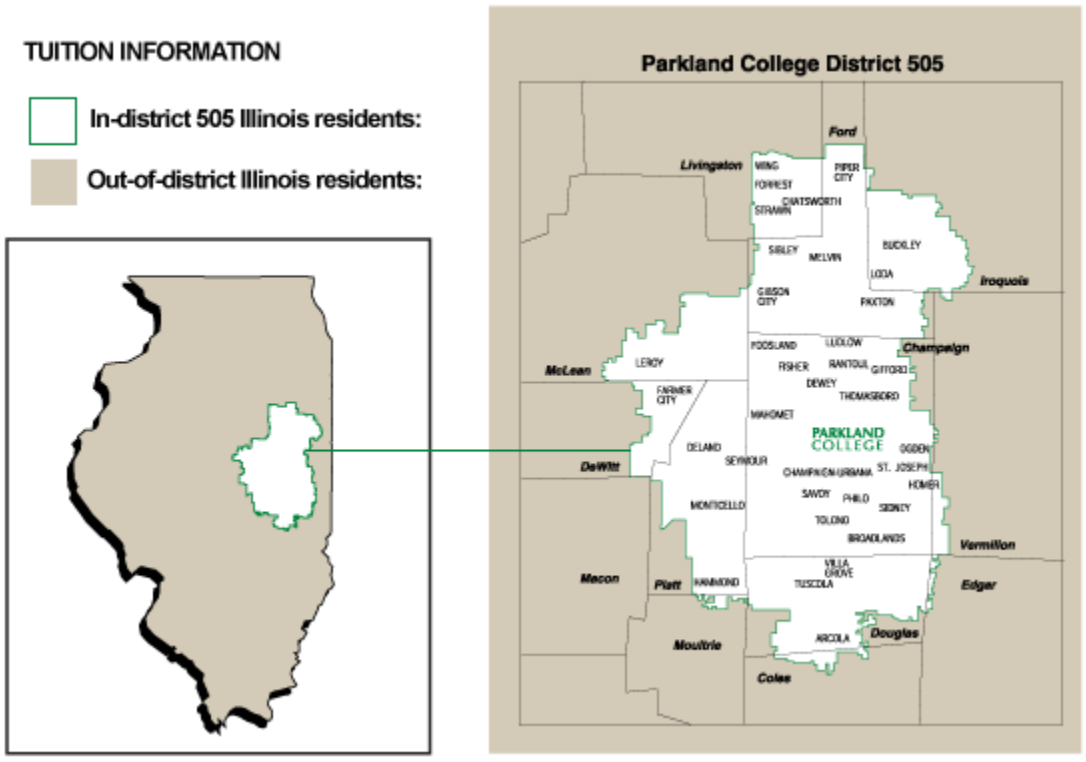 TUITION INFORMATION
In-district 505 Illinois residents:
Out-of-district Illinois residents:
Parkland College District 505
Ford
Livingston
WING
PIPER
CITY
FORREST
CHATSWORTH
STRAWN
BUCKLEY
SIBLEY
MELVIN
LODA
Iroquois
GIBSON
CITY
PAXTON
FOOSLAND
LUDLOW
Champaign
McLean
LEROY
FISHER
RANTOUL
GIFFORD
DEWEY
FARMER
CITY
THOMASBORO
MAHOMET
PARKLAND
COLLEGE
DELAND
OGDEN
SEYMOUR
DeWitt
CHAMPAIGN-URBANA
ST. JOSEPH
HOMER
SAVOY
PHILO
MONTICELLO
SIDNEY
TOLONO
BROADLANDS
Vermilion
VILLA
GROVE
Macon
Piatt
HAMMOND
TUSCOLA
Edgar
Moultrie
ARCOLA
Douglas
Coles